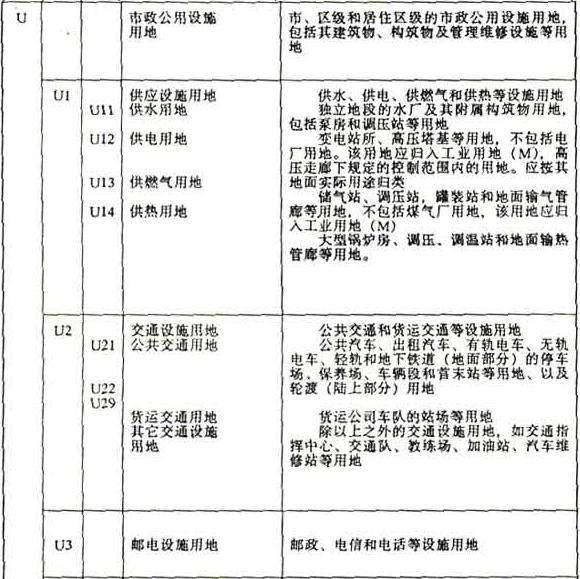 U 市政公用设施 市、区级和居住区级的市政公用设施用地,
用地 包括其建筑物、构筑物及管理维修设施等用
地
U1 供应设施用地 供水、供电、供燃气和供热等设施用地
U11 供水用地 独立地段的水厂及其附属构筑物用地,
包括泵房和调压站等用地
U12 供电用地 变电站所、高压塔基等用地,不包括电
厂用地。该用地应归入工业用地(M),高
压走廊下规定的控制范围内的用地。应按其
地面实际用途归类
U13 供燃气用地
储气站、调压站,罐装站和地面输气管
U14 供热用地 廊等用地,不包括煤气厂用地,该用地应归
入工业用地(M)
大型锅炉房、调压、调温站和地面输热
管廊等用地。
U2 交通设施用地 公共交通和货运交通等设施用地
U21 公共交通用地 公共汽车、出租汽车、有轨电车、无轨
电车、轻轨和地下铁道(地面部分)的停车
场、保养场、车辆段和首末站等用地、以及
U22 轮渡(陆上部分)用地
U29
货运交通用地 货运公司车队的站场等用地
其它交通设施 除以上之外的交通设施用地,如交通指
用地 挥中心、交通队、教练场、加油站、汽车维
修站等用地
U3 邮电设施用地 邮政、电信和电话等设施用地